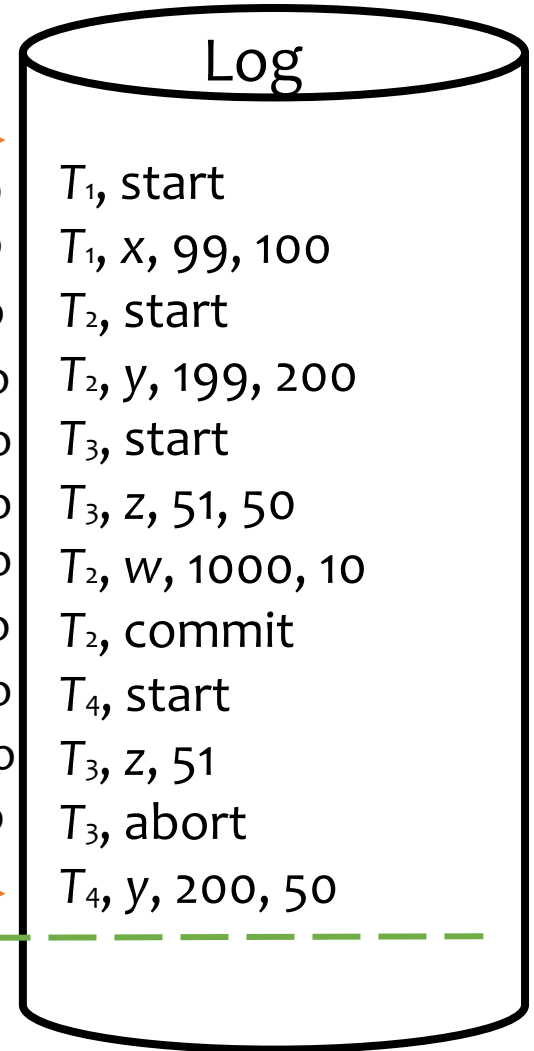 Log
T₁, start
T₁, x, 99, 100
T₂, start
T₂, y, 199, 200
T₃, start
T₃, z, 51, 50
T₂, w, 1000, 10
T₂, commit
T₄, start
T₃, z, 51
T₃, abort
T₄, y, 200, 50